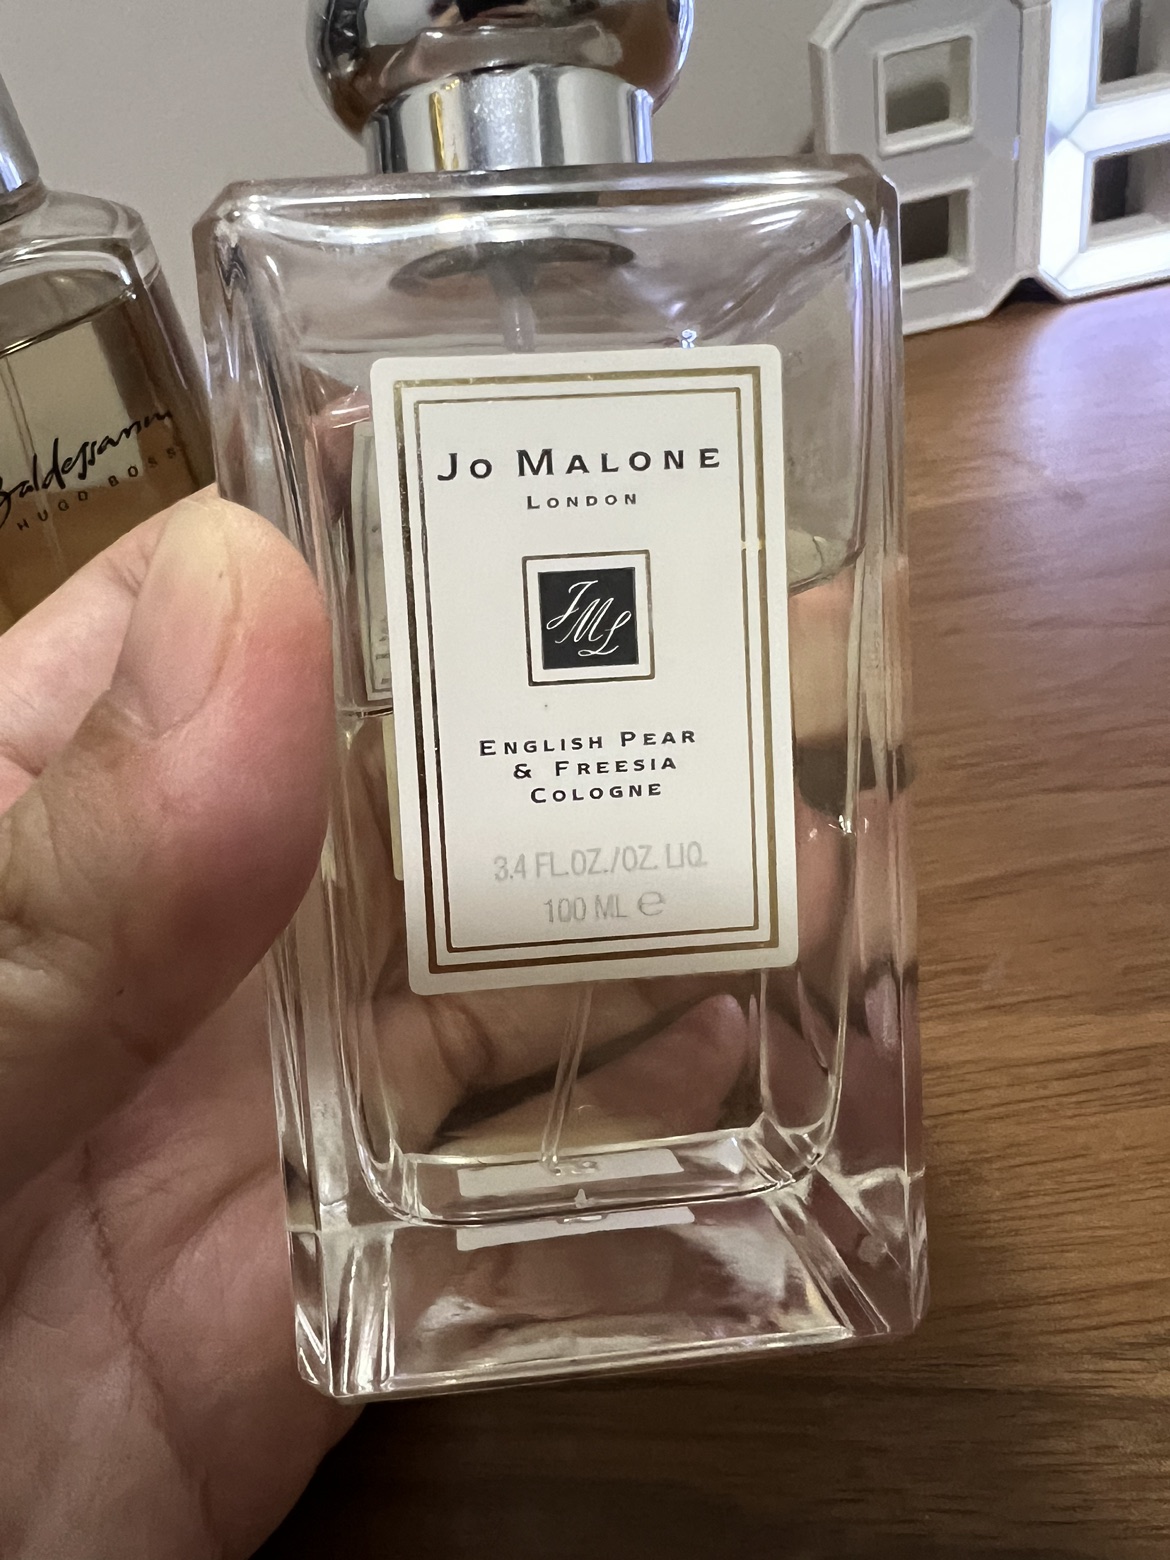 Jo Malone
London
JML
English Pear
& Freesia
Cologne
3.4 FL.OZ./OZ. LIQ.
100 ML ℮
Baldessarini
HUGO BOSS